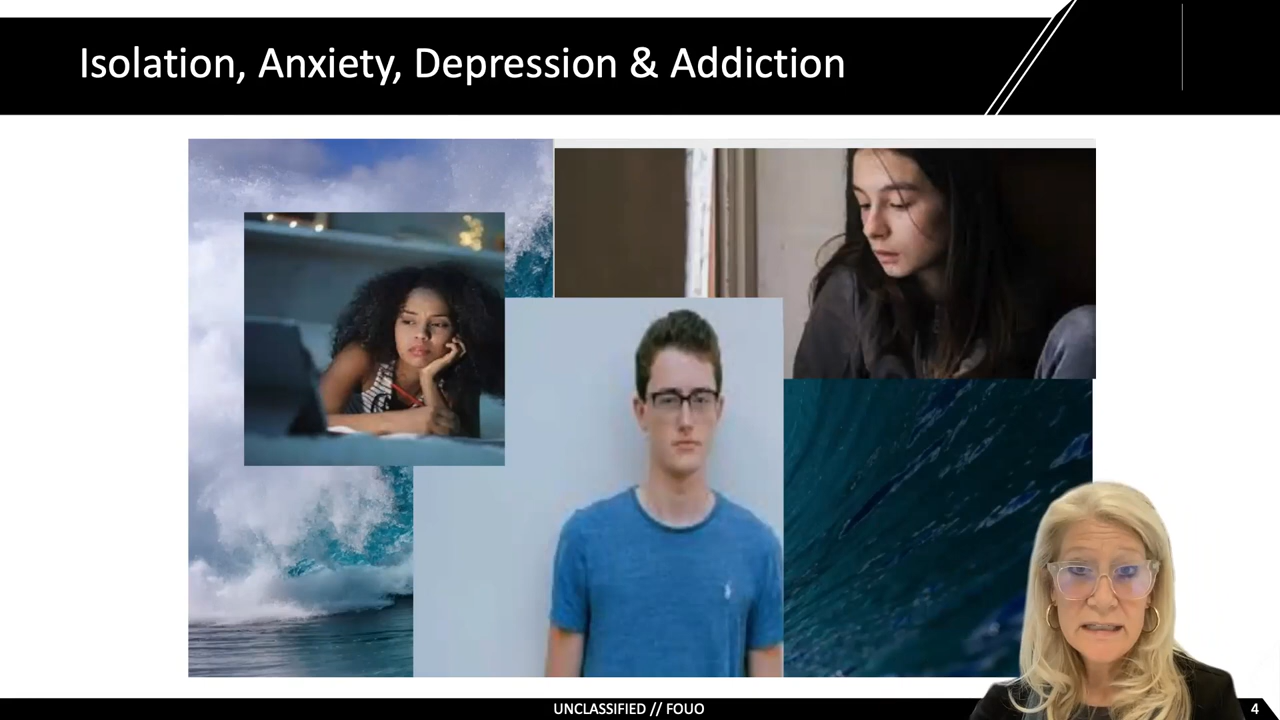 Isolation, Anxiety, Depression & Addiction
UNCLASSIFIED // FOUO
4